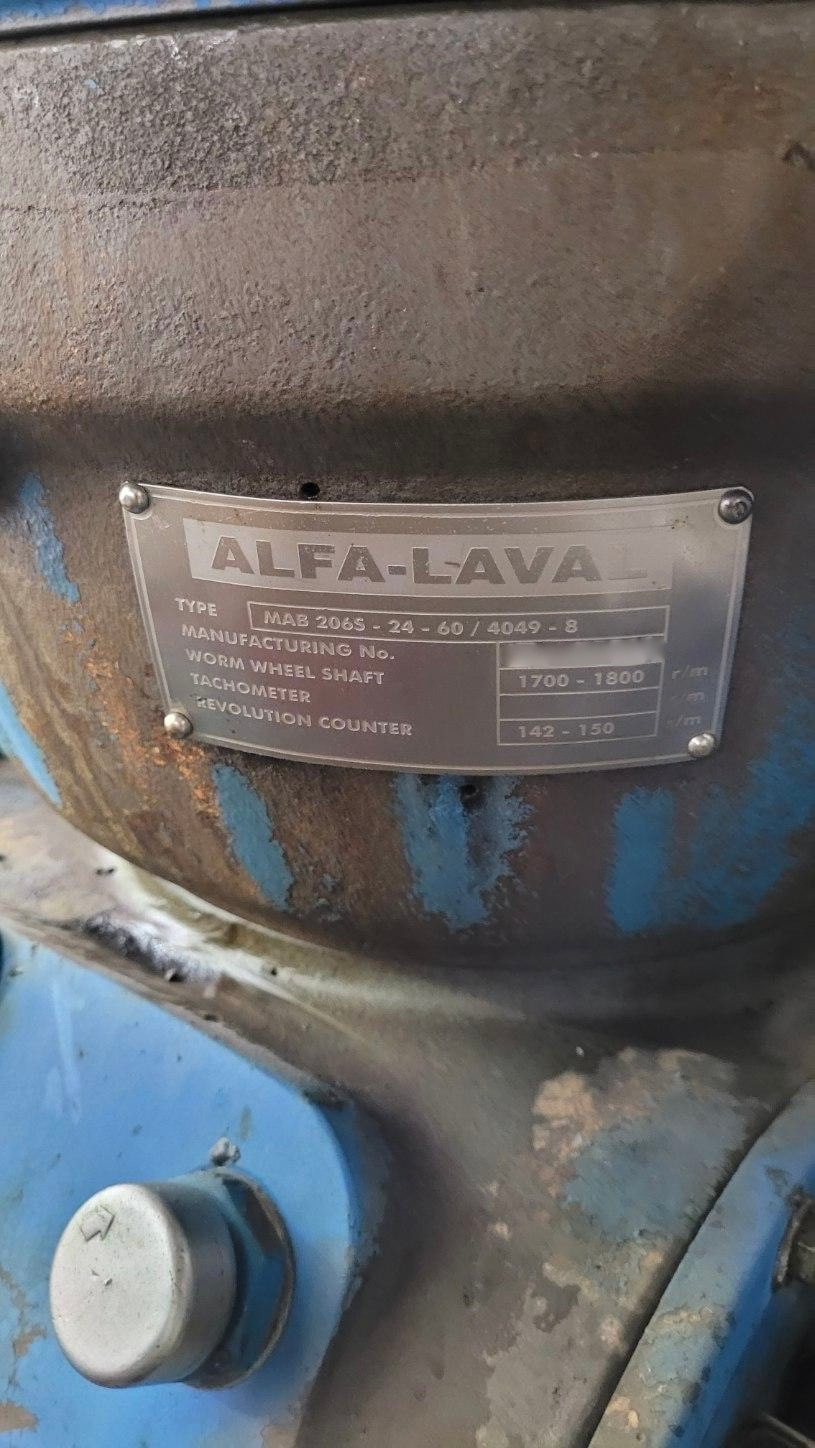 ALFA-LAVAL
TYPE MAB 206S - 24 - 60 / 4049 - 8
MANUFACTURING No.
WORM WHEEL SHAFT 1700 - 1800 r/m
TACHOMETER r/m
REVOLUTION COUNTER 142 - 150 r/m